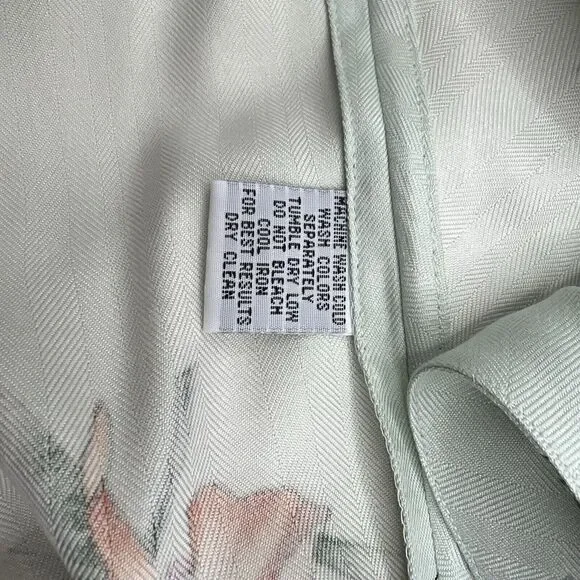 MACHINE WASH COLD
WASH COLORS
SEPARATELY
TUMBLE DRY LOW
DO NOT BLEACH
COOL IRON
FOR BEST RESULTS
DRY CLEAN